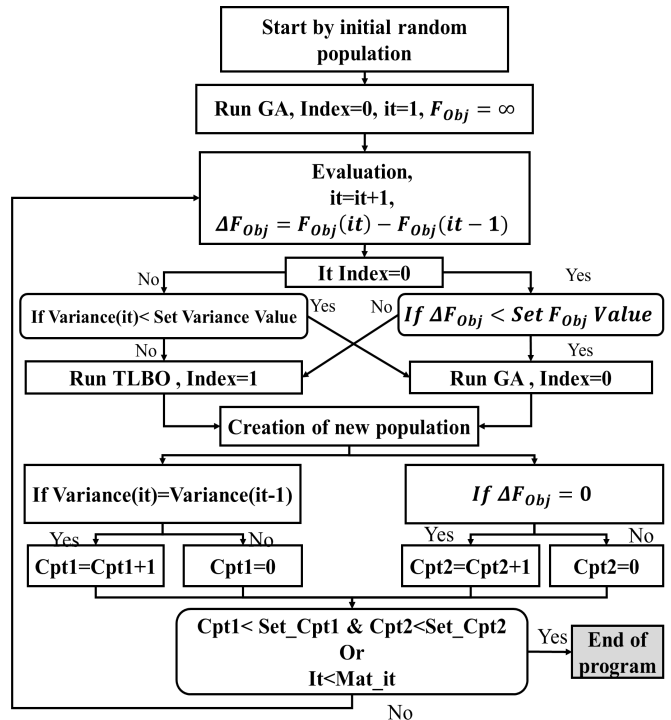 Start by initial random
population
Run GA, Index=0, it=1, F_Obj = ∞
Evaluation,
it=it+1,
ΔF_Obj = F_Obj(it) − F_Obj(it − 1)
It Index=0
No
Yes
If Variance(it)< Set Variance Value
Yes
No
If ΔF_Obj < Set F_Obj Value
No
Yes
Run TLBO , Index=1
Run GA , Index=0
Creation of new population
If Variance(it)=Variance(it-1)
If ΔF_Obj = 0
Yes
No
Yes
No
Cpt1=Cpt1+1
Cpt1=0
Cpt2=Cpt2+1
Cpt2=0
Cpt1< Set_Cpt1 & Cpt2<Set_Cpt2
Or
It<Mat_it
Yes
End of
program
No